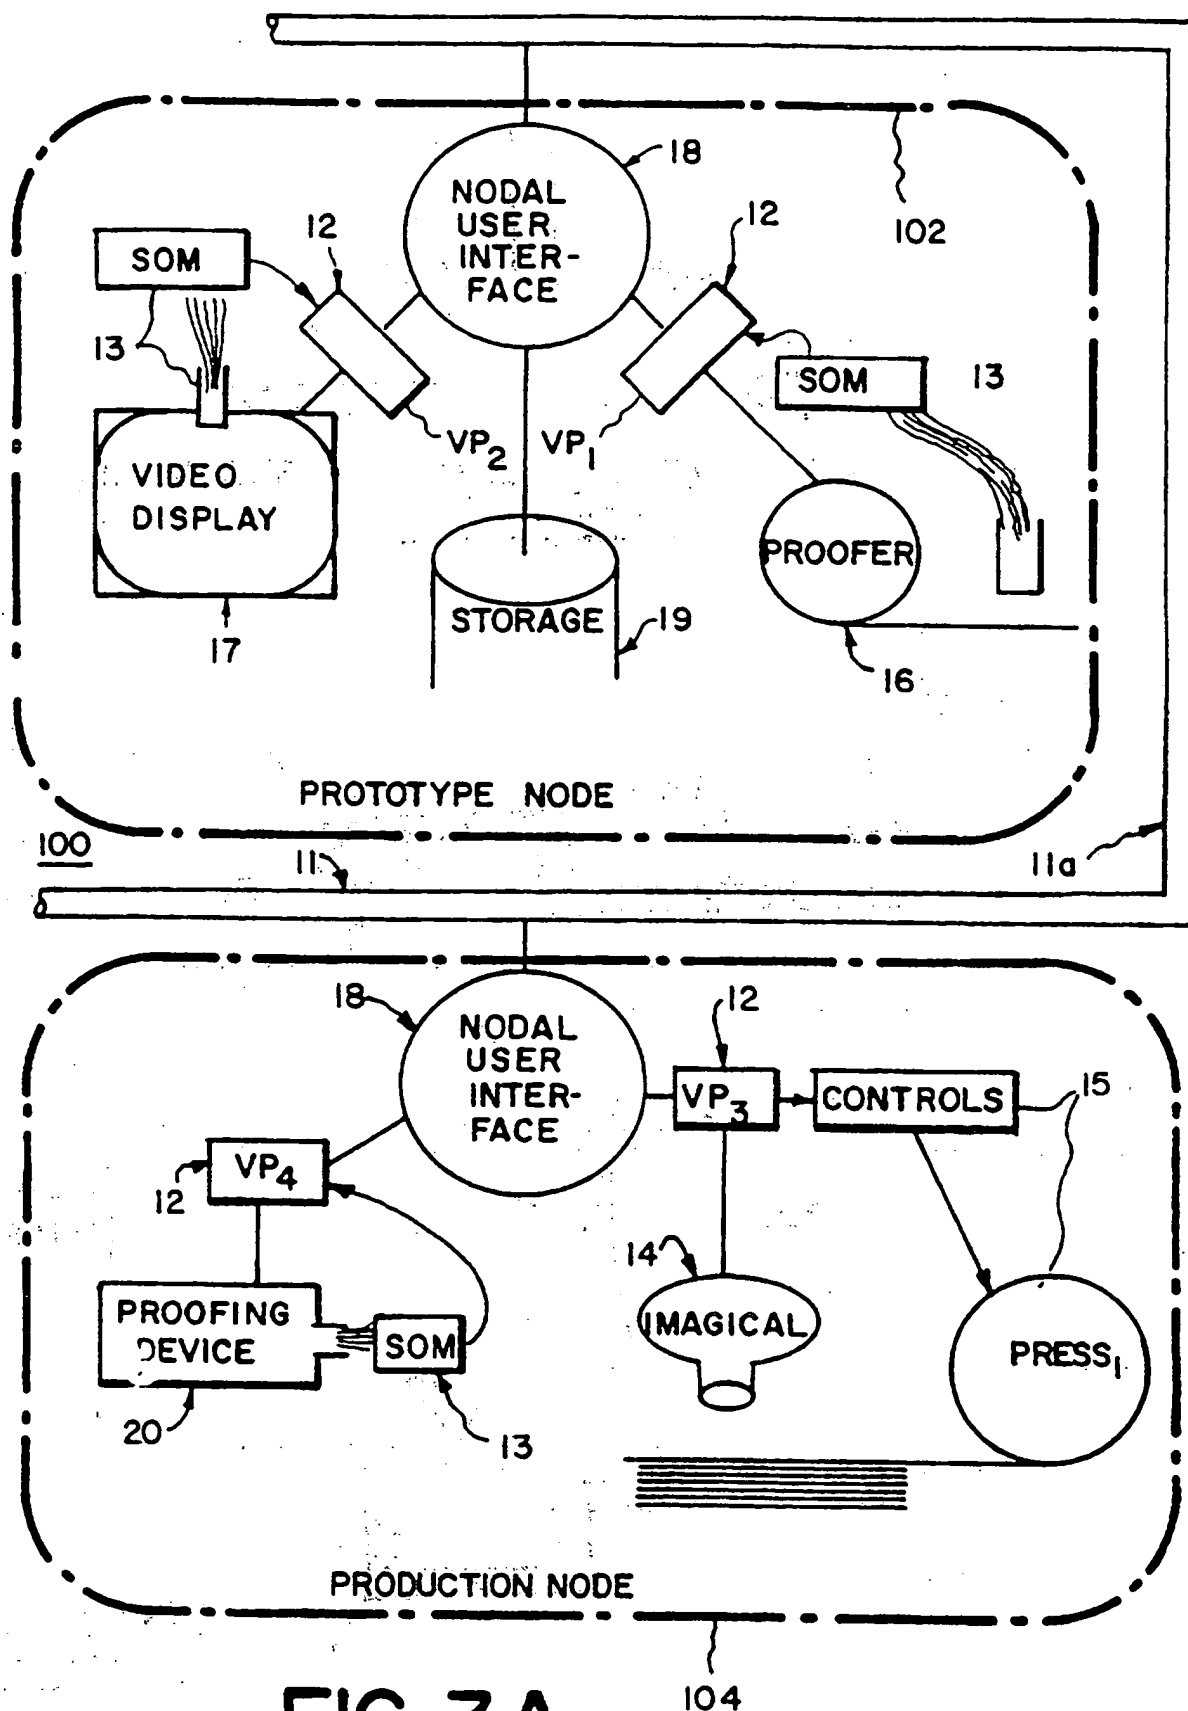 18
NODAL
USER
INTER-
FACE
102
12
12
SOM
13
SOM
13
VP2
VP1
VIDEO
DISPLAY
PROOFER
STORAGE
19
17
16
PROTOTYPE NODE
100
11
11a
18
NODAL
USER
INTER-
FACE
12
VP3
CONTROLS
15
VP4
12
14
PROOFING
DEVICE
SOM
IMAGICAL
PRESS1
20
13
PRODUCTION NODE
104